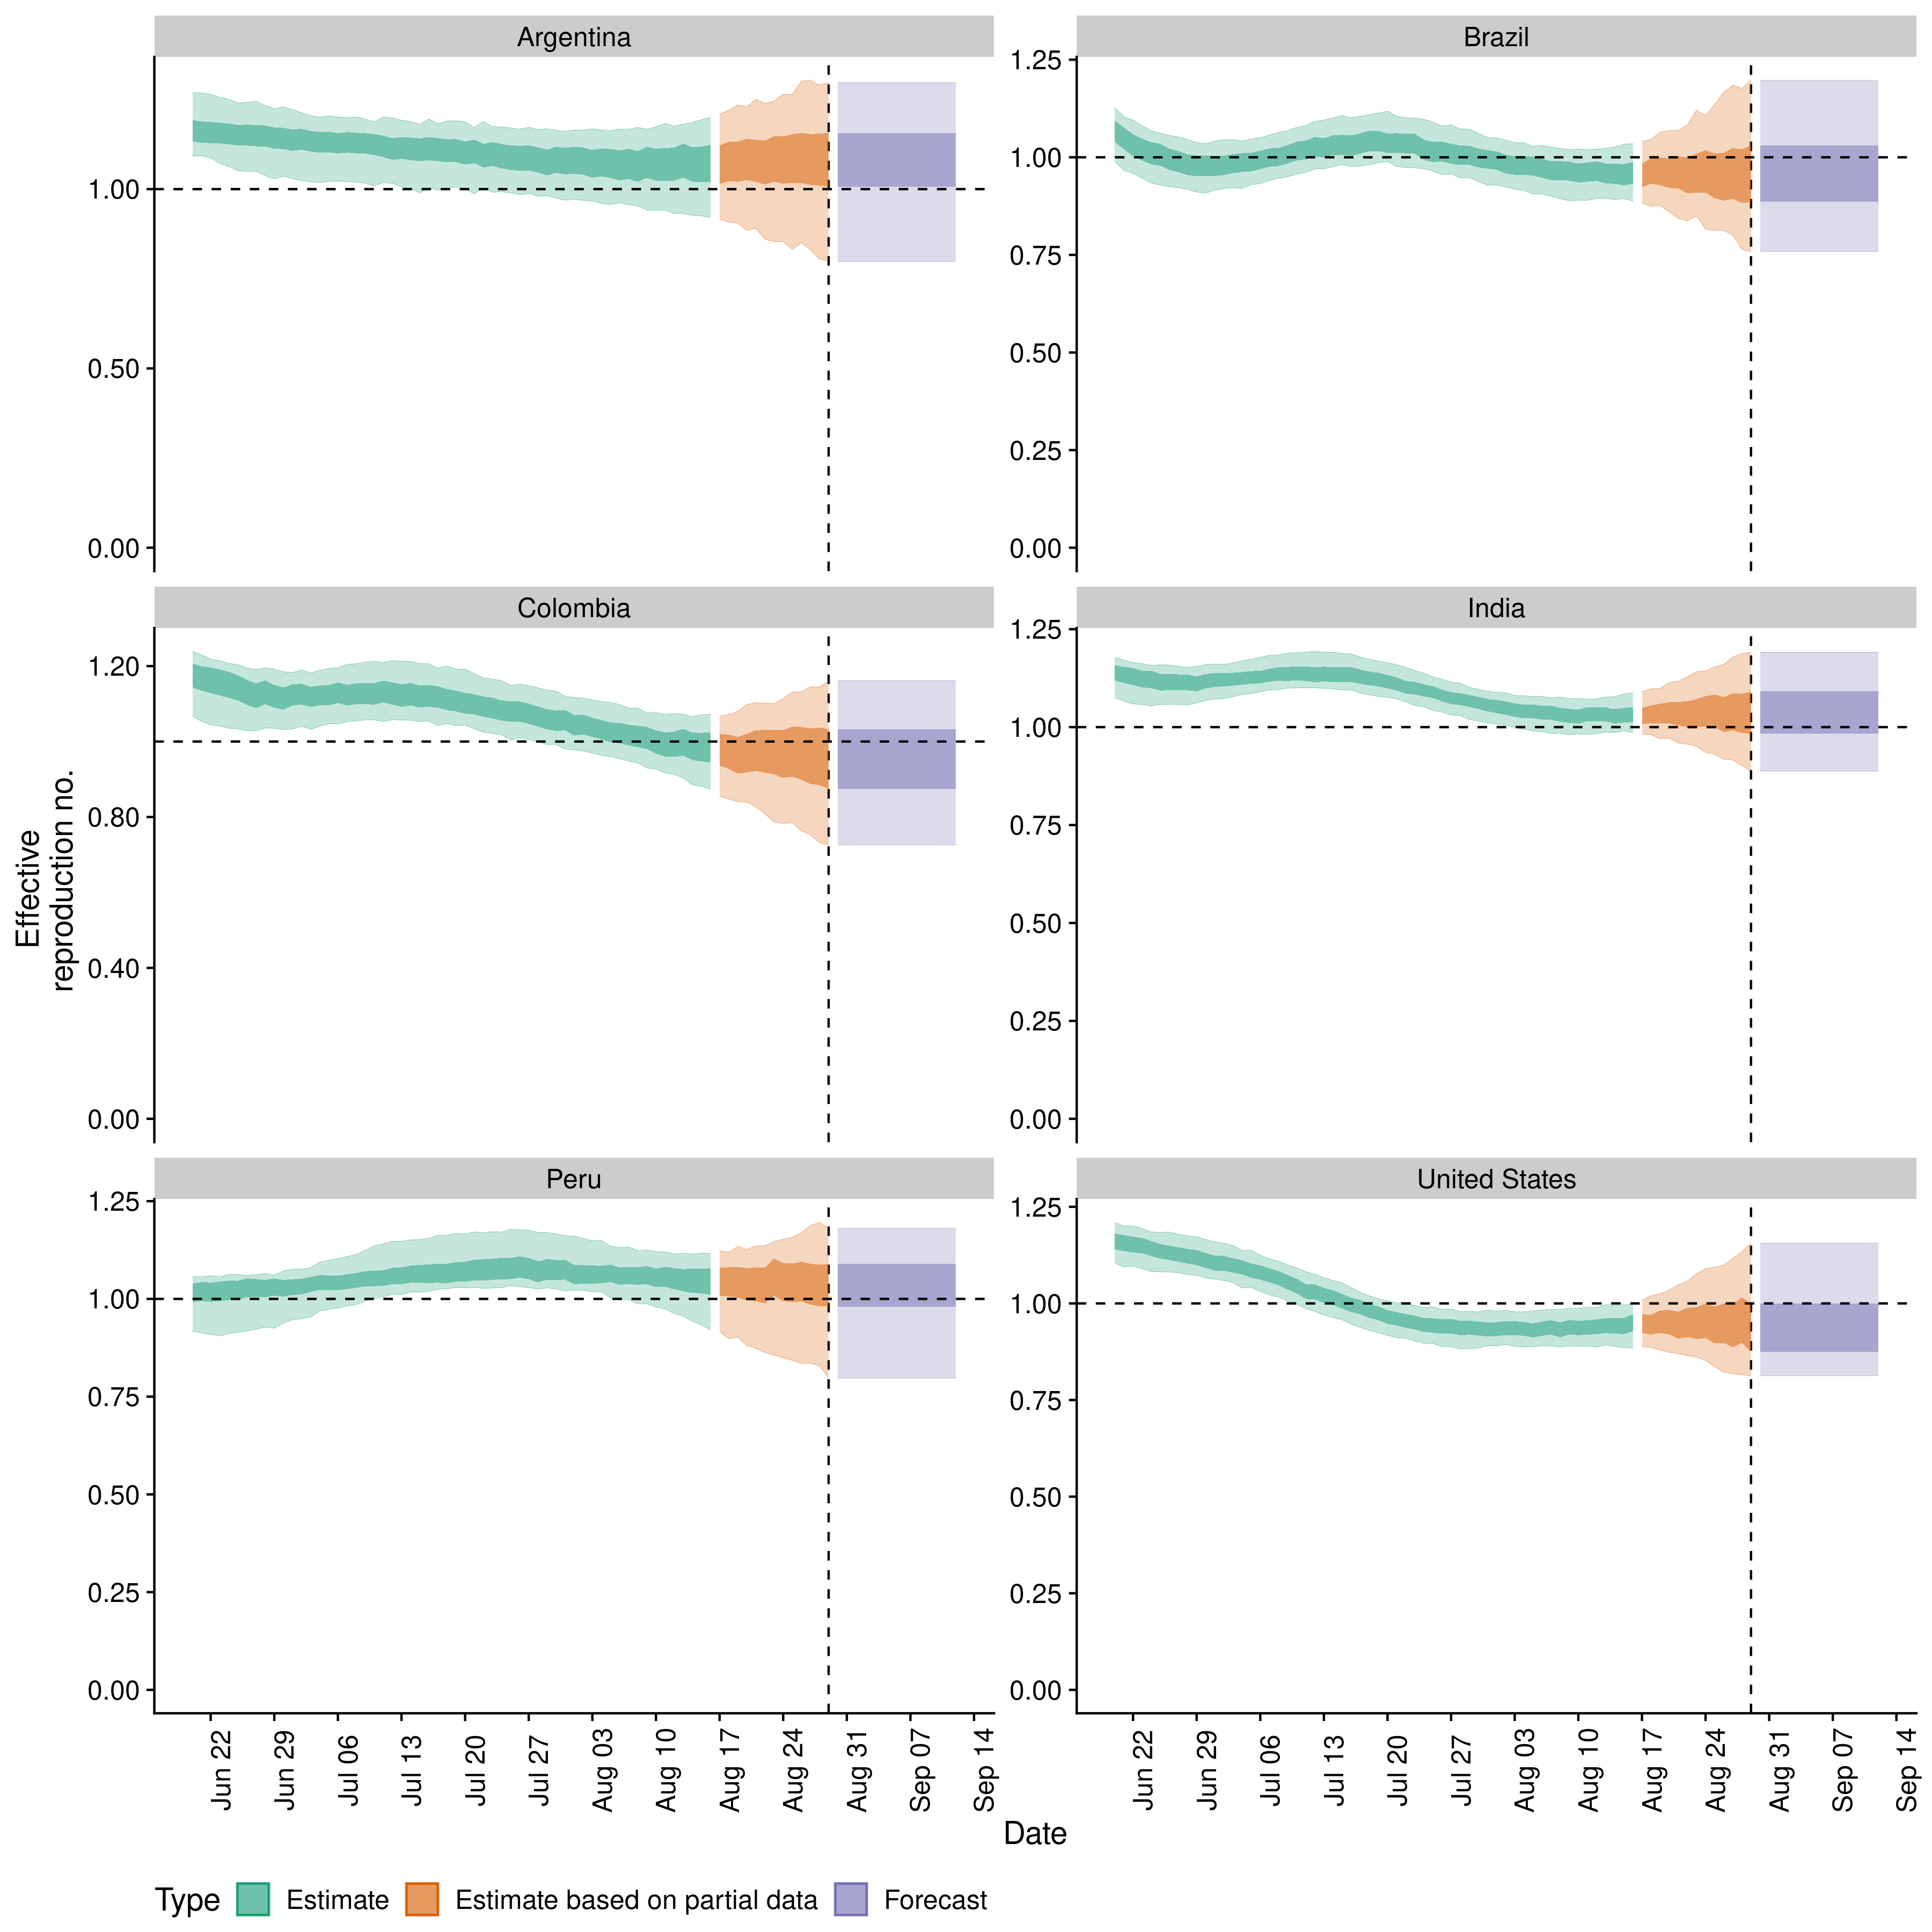 Argentina
Brazil
1.00
0.50
0.00
1.25
1.00
0.75
0.50
0.25
0.00
Colombia
India
1.20
0.80
0.40
0.00
1.25
1.00
0.75
0.50
0.25
0.00
Effective
reproduction no.
Peru
United States
1.25
1.00
0.75
0.50
0.25
0.00
1.25
1.00
0.75
0.50
0.25
0.00
Jun 22
Jun 29
Jul 06
Jul 13
Jul 20
Jul 27
Aug 03
Aug 10
Aug 17
Aug 24
Aug 31
Sep 07
Sep 14
Jun 22
Jun 29
Jul 06
Jul 13
Jul 20
Jul 27
Aug 03
Aug 10
Aug 17
Aug 24
Aug 31
Sep 07
Sep 14
Date
Type Estimate Estimate based on partial data Forecast